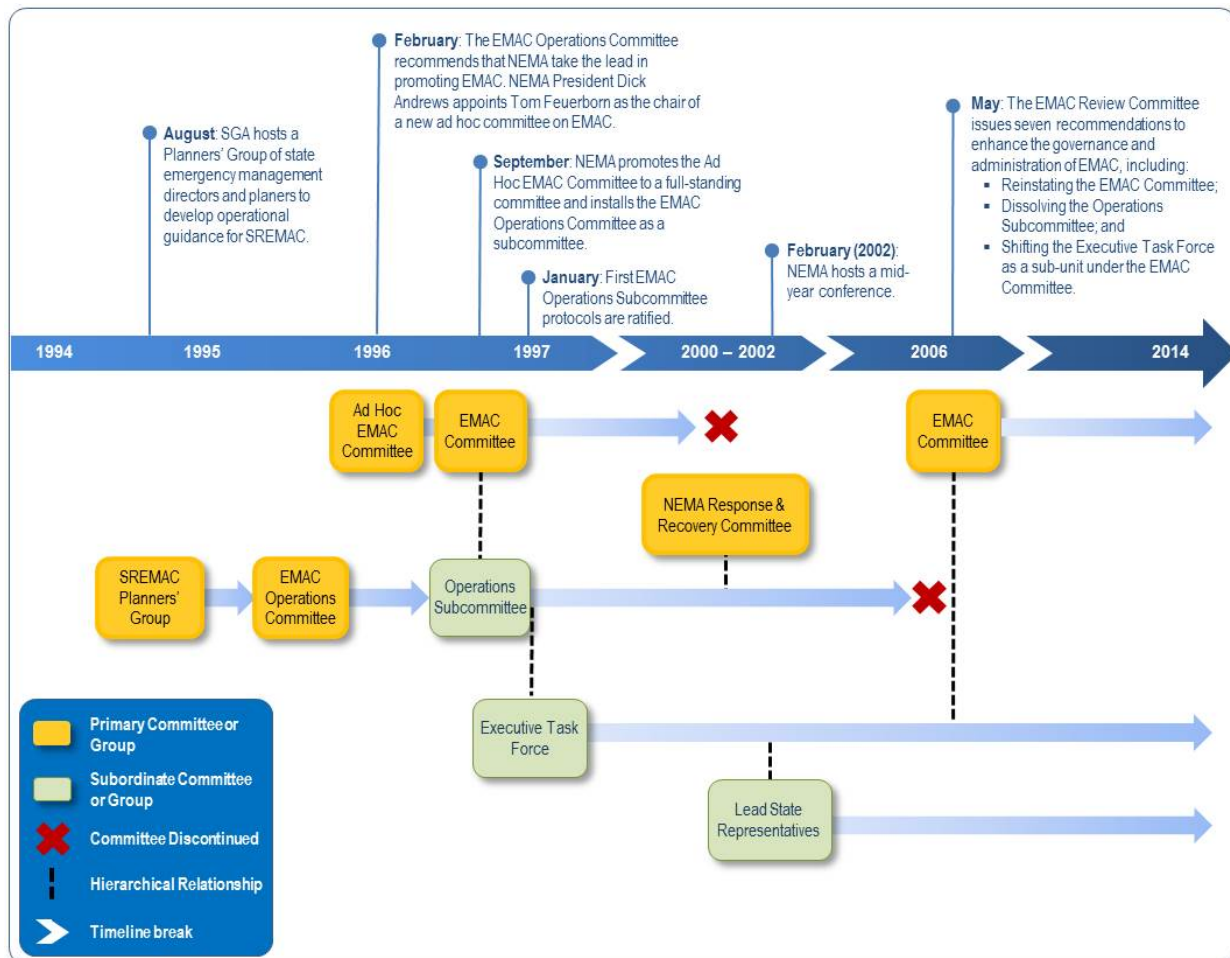 February: The EMAC Operations Committee
recommends that NEMA take the lead in
promoting EMAC. NEMA President Dick
Andrews appoints Tom Feuerborn as the chair of
a new ad hoc committee on EMAC.
August: SGA hosts a
Planners' Group of state
emergency management
directors and planers to
develop operational
guidance for SREMAC.
September: NEMA promotes the Ad
Hoc EMAC Committee to a full-standing
committee and installs the EMAC
Operations Committee as a
subcommittee.
January: First EMAC
Operations Subcommittee
protocols are ratified.
February (2002):
NEMA hosts a mid-
year conference.
May: The EMAC Review Committee
issues seven recommendations to
enhance the governance and
administration of EMAC, including:
▪ Reinstating the EMAC Committee;
▪ Dissolving the Operations
Subcommittee; and
▪ Shifting the Executive Task Force
as a sub-unit under the EMAC
Committee.
1994
1995
1996
1997
2000 – 2002
2006
2014
Ad Hoc
EMAC
Committee
EMAC
Committee
EMAC
Committee
NEMA Response &
Recovery Committee
SREMAC
Planners'
Group
EMAC
Operations
Committee
Operations
Subcommittee
Executive Task
Force
Lead State
Representatives
Primary Committee or
Group
Subordinate Committee
or Group
Committee Discontinued
Hierarchical Relationship
Timeline break